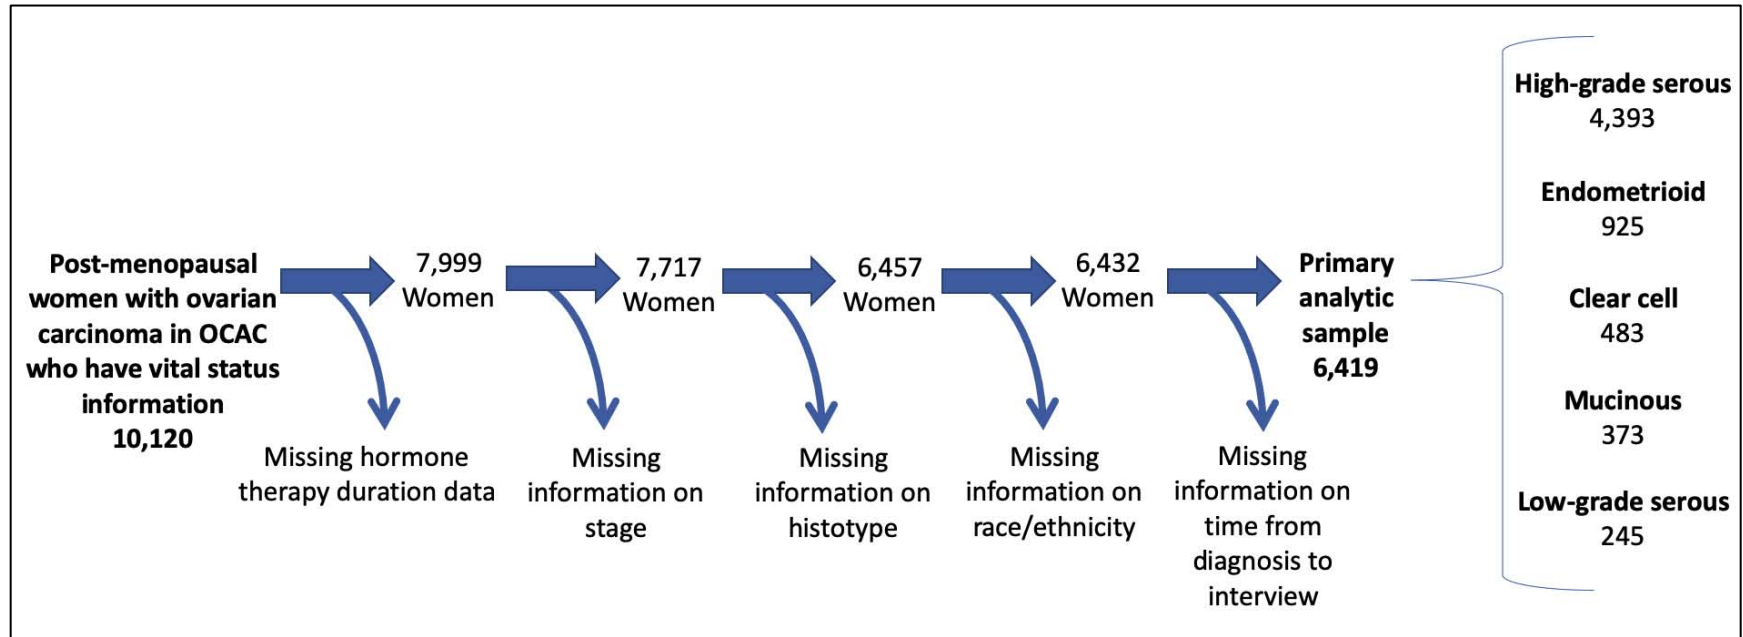 Post-menopausal
women with ovarian
carcinoma in OCAC
who have vital status
information
10,120
Missing hormone
therapy duration data
7,999
Women
Missing
information on
stage
7,717
Women
Missing
information on
histotype
6,457
Women
Missing
information on
race/ethnicity
6,432
Women
Missing
information on
time from
diagnosis to
interview
Primary
analytic
sample
6,419
High-grade serous
4,393
Endometrioid
925
Clear cell
483
Mucinous
373
Low-grade serous
245